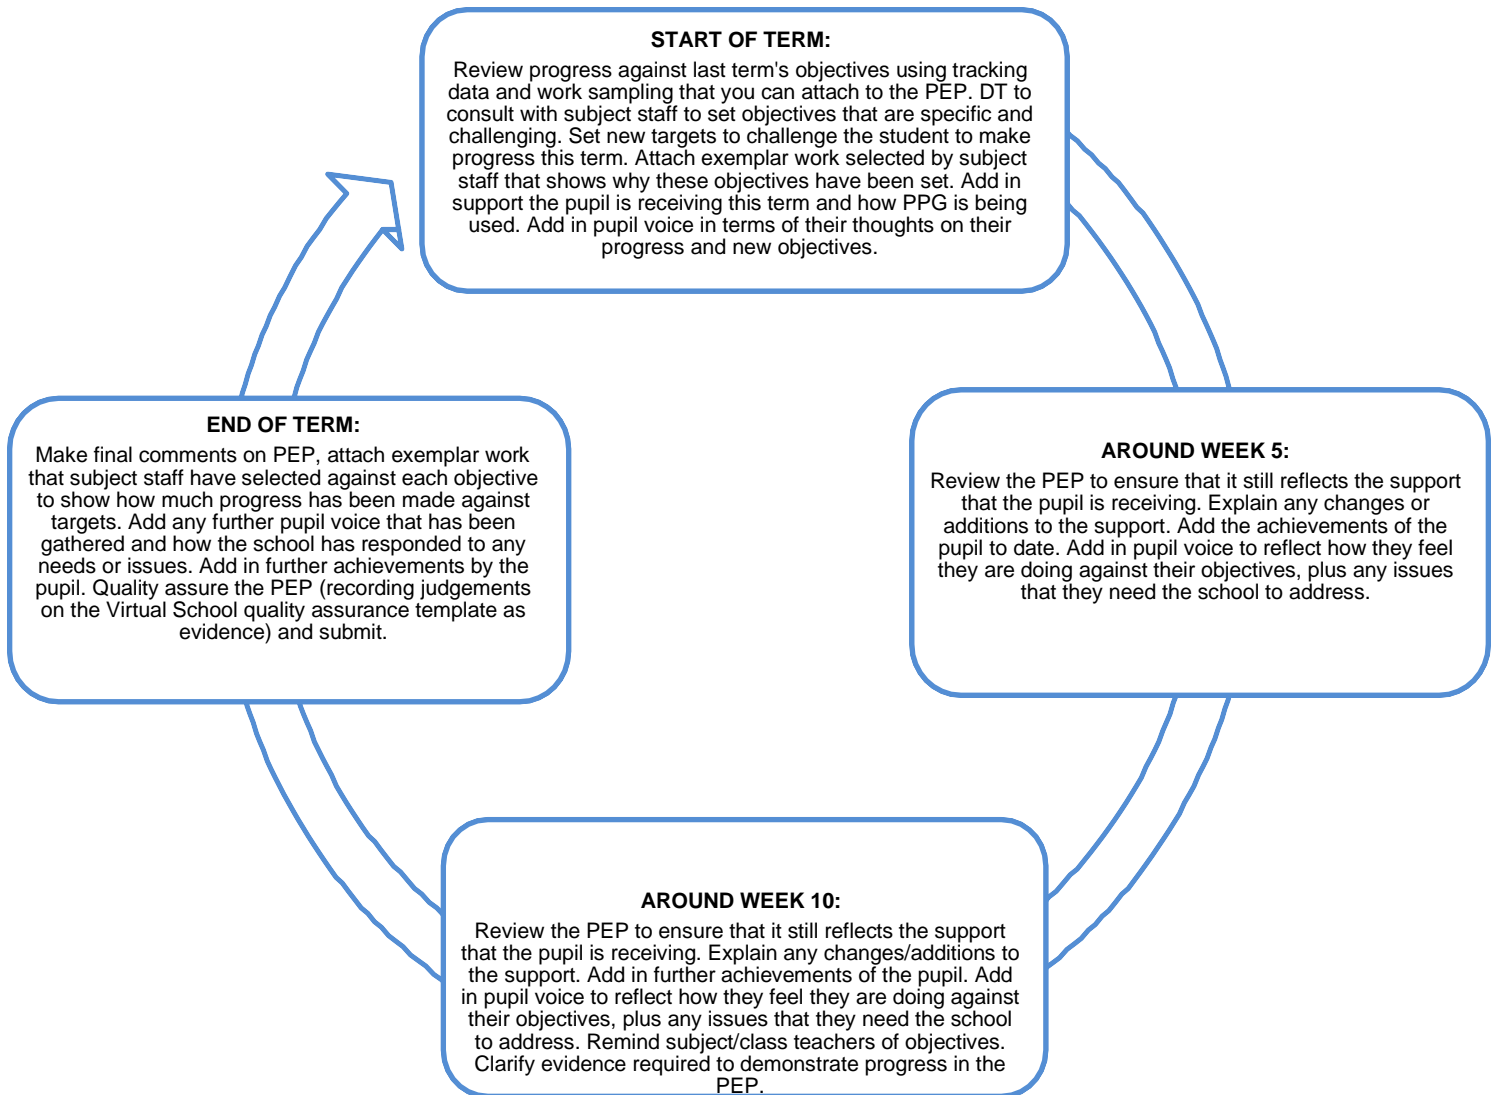 START OF TERM:
Review progress against last term's objectives using tracking
data and work sampling that you can attach to the PEP. DT to
consult with subject staff to set objectives that are specific and
challenging. Set new targets to challenge the student to make
progress this term. Attach exemplar work selected by subject
staff that shows why these objectives have been set. Add in
support the pupil is receiving this term and how PPG is being
used. Add in pupil voice in terms of their thoughts on their
progress and new objectives.
AROUND WEEK 5:
Review the PEP to ensure that it still reflects the support
that the pupil is receiving. Explain any changes or
additions to the support. Add the achievements of the
pupil to date. Add in pupil voice to reflect how they feel
they are doing against their objectives, plus any issues
that they need the school to address.
AROUND WEEK 10:
Review the PEP to ensure that it still reflects the support
that the pupil is receiving. Explain any changes/additions to
the support. Add in further achievements of the pupil. Add
in pupil voice to reflect how they feel they are doing against
their objectives, plus any issues that they need the school
to address. Remind subject/class teachers of objectives.
Clarify evidence required to demonstrate progress in the
PEP.
END OF TERM:
Make final comments on PEP, attach exemplar work
that subject staff have selected against each objective
to show how much progress has been made against
targets. Add any further pupil voice that has been
gathered and how the school has responded to any
needs or issues. Add in further achievements by the
pupil. Quality assure the PEP (recording judgements
on the Virtual School quality assurance template as
evidence) and submit.